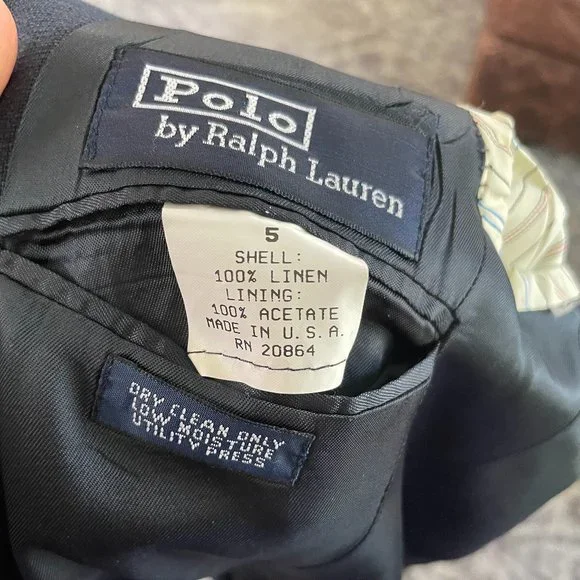 Polo
by Ralph Lauren
5
SHELL:
100% LINEN
LINING:
100% ACETATE
MADE IN U.S.A.
RN 20864
DRY CLEAN ONLY
LOW MOISTURE
UTILITY PRESS